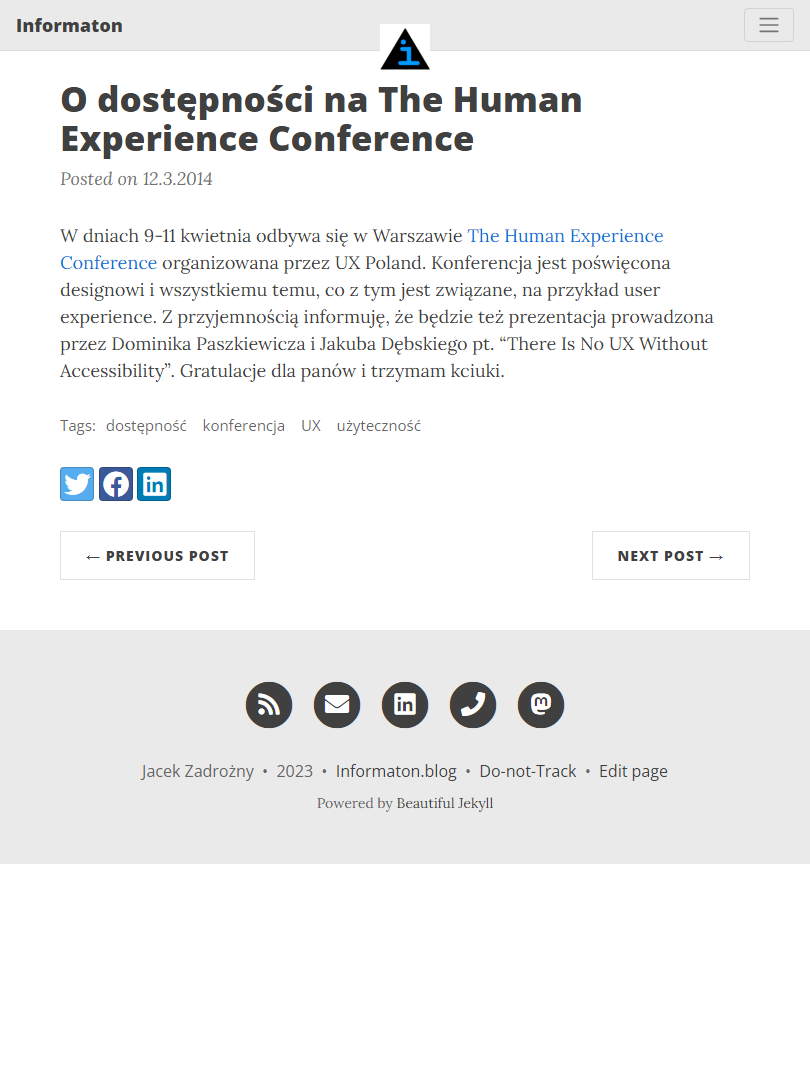 Informaton
O dostępności na The Human
Experience Conference
Posted on 12.3.2014
W dniach 9-11 kwietnia odbywa się w Warszawie The Human Experience
Conference organizowana przez UX Poland. Konferencja jest poświęcona
designowi i wszystkiemu temu, co z tym jest związane, na przykład user
experience. Z przyjemnością informuję, że będzie też prezentacja prowadzona
przez Dominika Paszkiewicza i Jakuba Dębskiego pt. “There Is No UX Without
Accessibility”. Gratulacje dla panów i trzymam kciuki.
Tags: dostępność konferencja UX użyteczność
← PREVIOUS POST
NEXT POST →
Jacek Zadrożny • 2023 • Informaton.blog • Do-not-Track • Edit page
Powered by Beautiful Jekyll